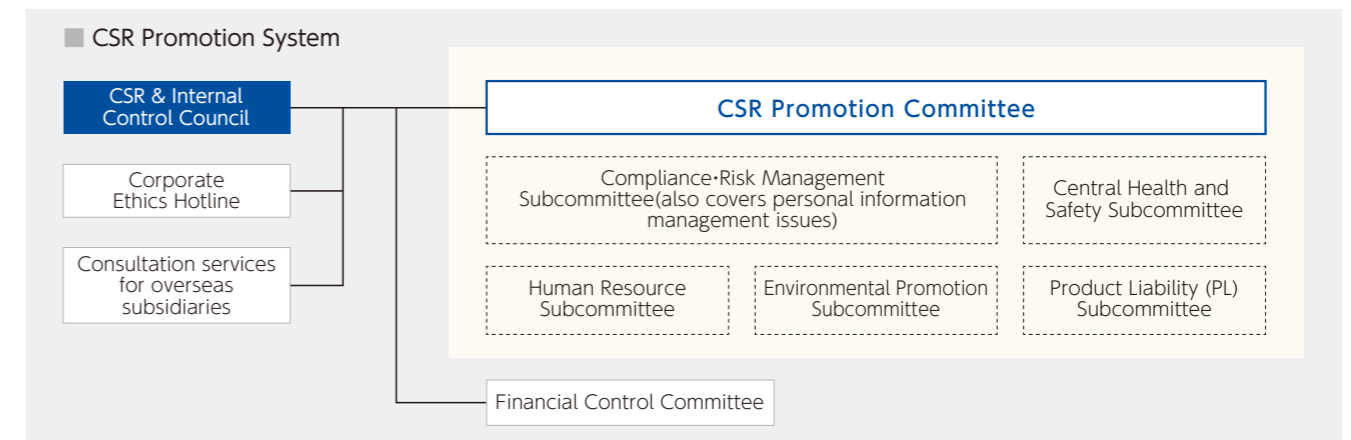 CSR Promotion System
CSR & Internal
Control Council
Corporate
Ethics Hotline
Consultation services
for overseas
subsidiaries
CSR Promotion Committee
Compliance・Risk Management
Subcommittee(also covers personal information
management issues)
Central Health and
Safety Subcommittee
Human Resource
Subcommittee
Environmental Promotion
Subcommittee
Product Liability (PL)
Subcommittee
Financial Control Committee